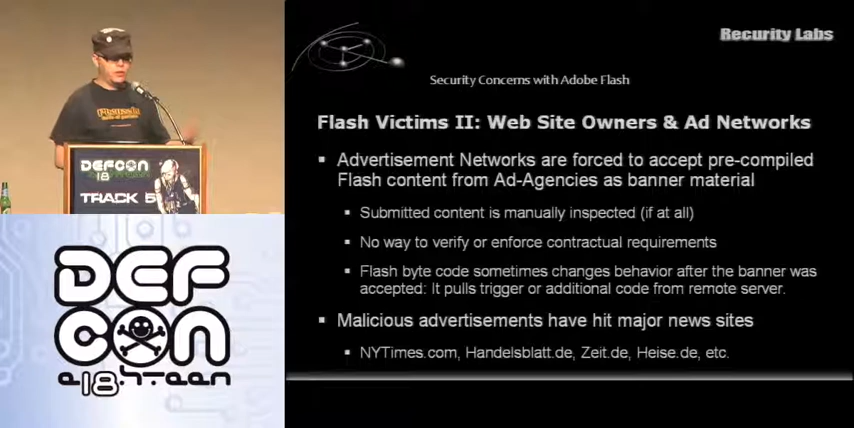 Recurity Labs
Security Concerns with Adobe Flash
Flash Victims II: Web Site Owners & Ad Networks
Advertisement Networks are forced to accept pre-compiled
Flash content from Ad-Agencies as banner material
Submitted content is manually inspected (if at all)
No way to verify or enforce contractual requirements
Flash byte code sometimes changes behavior after the banner was
accepted: It pulls trigger or additional code from remote server.
Malicious advertisements have hit major news sites
NYTimes.com, Handelsblatt.de, Zeit.de, Heise.de, etc.
DEFCON
18
TRACK 5
DEF
CON
e18h-teen